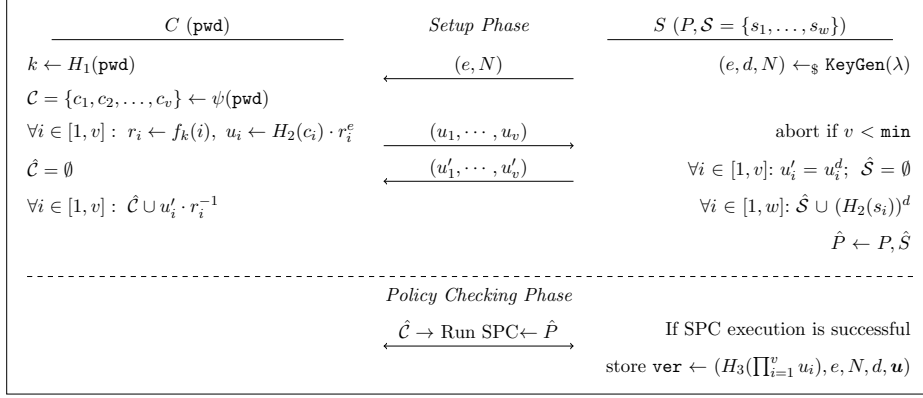 C (pwd) Setup Phase S (P, 𝒮 = {s₁, . . . , s_w})
k ← H₁(pwd) (e, N) (e, d, N) ←$ KeyGen(λ)
𝒞 = {c₁, c₂, . . . , c_v} ← ψ(pwd)
∀i ∈ [1, v] : r_i ← f_k(i), u_i ← H₂(c_i) · r_i^e (u₁, · · · , u_v) abort if v < min
𝒞̂ = ∅ (u′₁, · · · , u′_v) ∀i ∈ [1, v]: u′_i = u_i^d; 𝒮̂ = ∅
∀i ∈ [1, v] : 𝒞̂ ∪ u′_i · r_i^{-1} ∀i ∈ [1, w]: 𝒮̂ ∪ (H₂(s_i))^d
P̂ ← P, Ŝ
Policy Checking Phase
𝒞̂ → Run SPC← P̂ If SPC execution is successful
store ver ← (H₃(∏_{i=1}^v u_i), e, N, d, 𝒖)